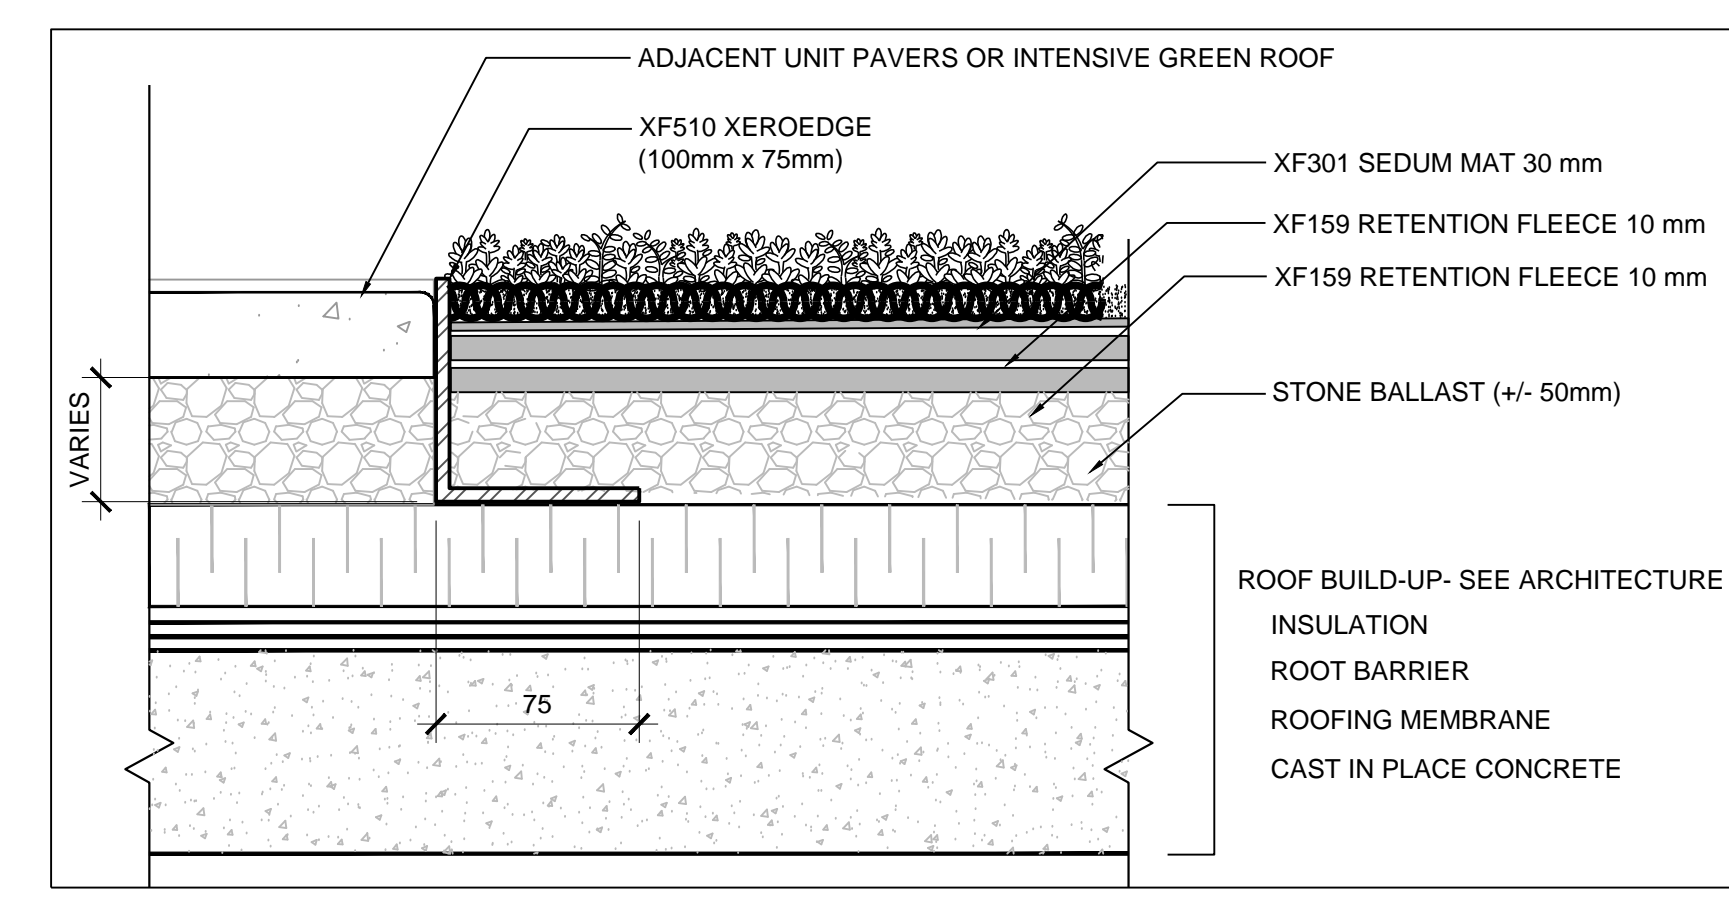 ADJACENT UNIT PAVERS OR INTENSIVE GREEN ROOF
XF510 XEROEDGE
(100mm x 75mm)
XF301 SEDUM MAT 30 mm
XF159 RETENTION FLEECE 10 mm
XF159 RETENTION FLEECE 10 mm
STONE BALLAST (+/- 50mm)
VARIES
ROOF BUILD-UP- SEE ARCHITECTURE
INSULATION
ROOT BARRIER
ROOFING MEMBRANE
CAST IN PLACE CONCRETE
75